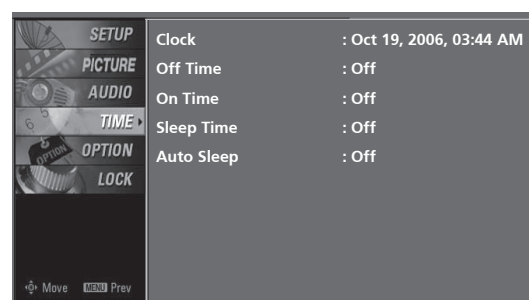 SETUP
PICTURE
AUDIO
TIME
OPTION
LOCK
Clock : Oct 19, 2006, 03:44 AM
Off Time : Off
On Time : Off
Sleep Time : Off
Auto Sleep : Off
Move MENU Prev